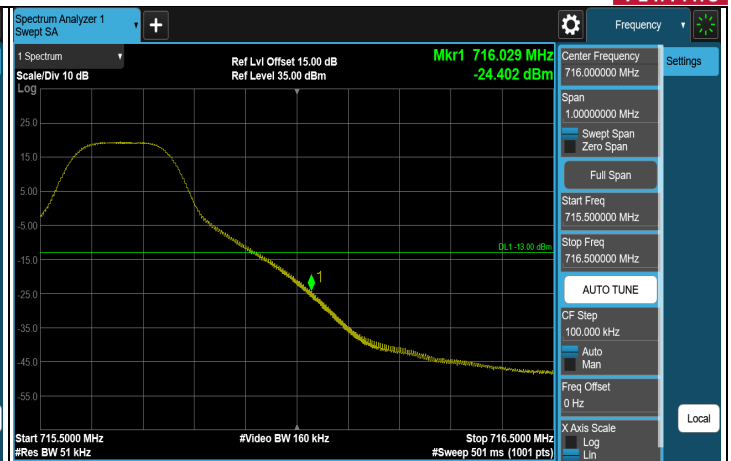 Spectrum Analyzer 1
Swept SA
Frequency
1 Spectrum
Scale/Div 10 dB
Ref Lvl Offset 15.00 dB
Ref Level 35.00 dBm
Mkr1 716.029 MHz
-24.402 dBm
Log
25.0
15.0
5.00
-5.00
-15.0
-25.0
-35.0
-45.0
-55.0
DL1 -13.00 dBm
1
Start 715.5000 MHz
#Res BW 51 kHz
#Video BW 160 kHz
Stop 716.5000 MHz
#Sweep 501 ms (1001 pts)
Center Frequency
716.000000 MHz
Settings
Span
1.00000000 MHz
Swept Span
Zero Span
Full Span
Start Freq
715.500000 MHz
Stop Freq
716.500000 MHz
AUTO TUNE
CF Step
100.000 kHz
Auto
Man
Freq Offset
0 Hz
X Axis Scale
Log
Lin
Local